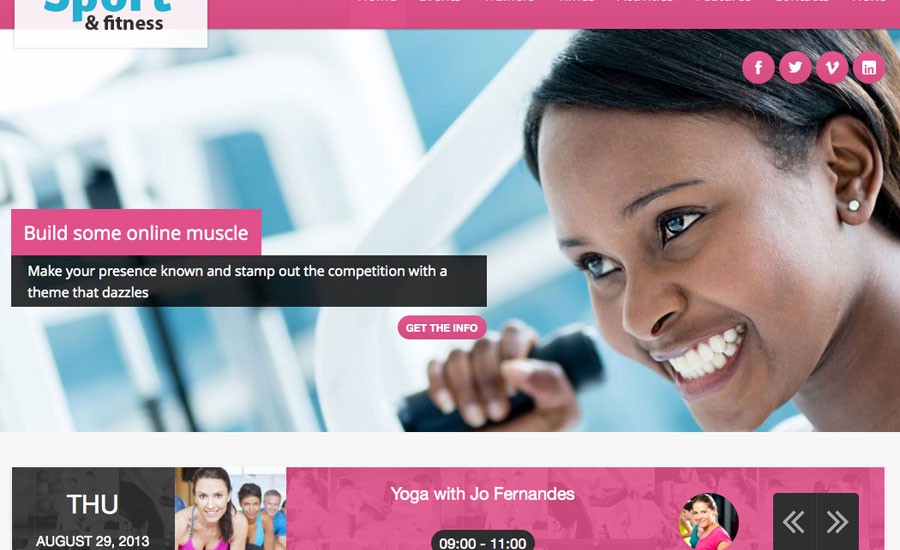 Sport
& fitness
Home Events Trainers Times Activities Features Contacts News
Build some online muscle
Make your presence known and stamp out the competition with a
theme that dazzles
GET THE INFO
THU
AUGUST 29, 2013
Yoga with Jo Fernandes
09:00 - 11:00